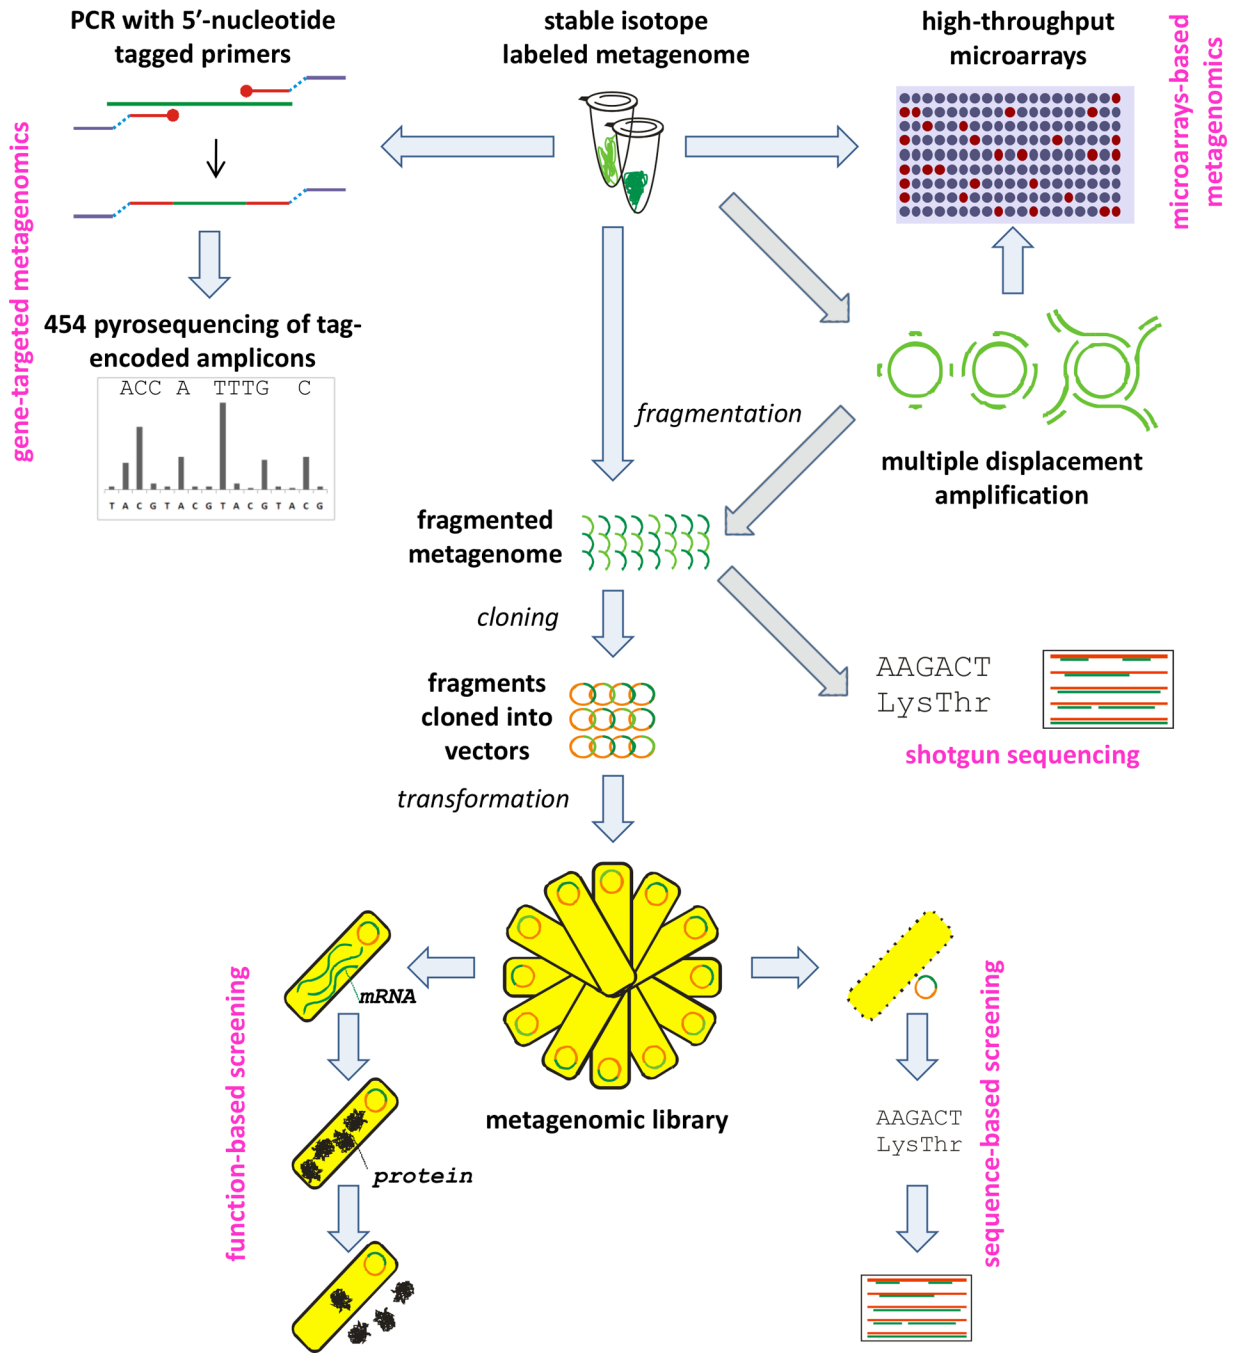 PCR with 5′-nucleotide
tagged primers
stable isotope
labeled metagenome
high-throughput
microarrays
microarrays-based
metagenomics
gene-targeted metagenomics
454 pyrosequencing of tag-
encoded amplicons
ACC A TTTG C
T A C G T A C G T A C G T A C G
fragmentation
multiple displacement
amplification
fragmented
metagenome
cloning
fragments
cloned into
vectors
AAGACT
LysThr
shotgun sequencing
transformation
function-based screening
mRNA
protein
metagenomic library
AAGACT
LysThr
sequence-based screening